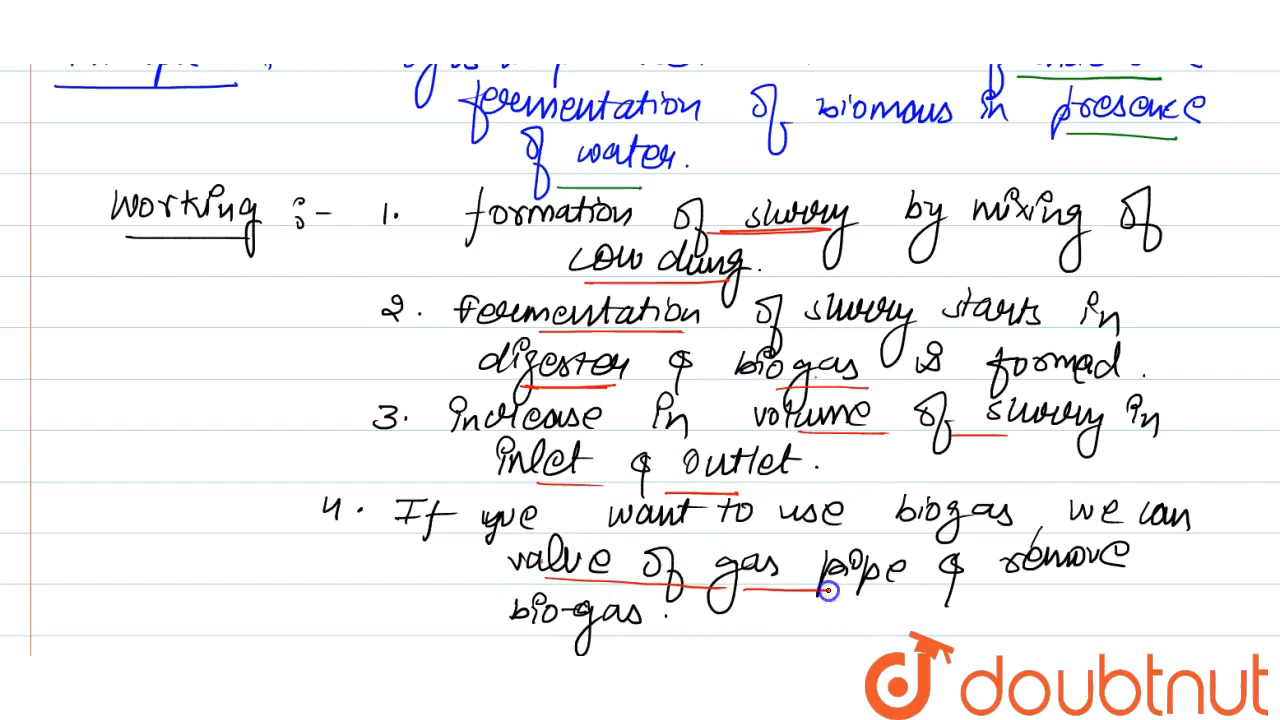 fermentation of biomous in presence
of water.
Working :- 1. formation of slurry by mixing of
cow dung.
2. fermentation of slurry starts in
digester & biogas is formed.
3. increase in volume of slurry in
inlet & outlet.
4. If we want to use biogas we can
valve of gas pipe & remove
bio-gas.
doubtnut